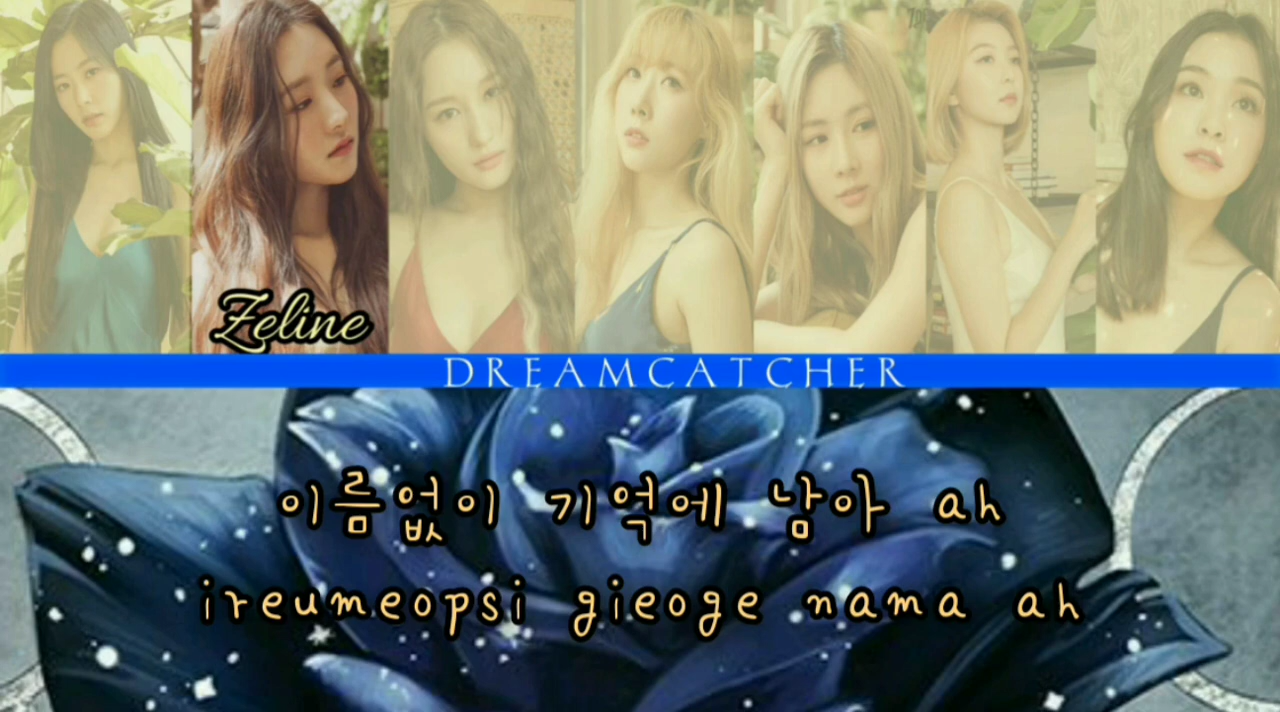 Zeline
DREAMCATCHER
이름없이 기억에 남아 ah
ireumeopsi gieoge nama ah